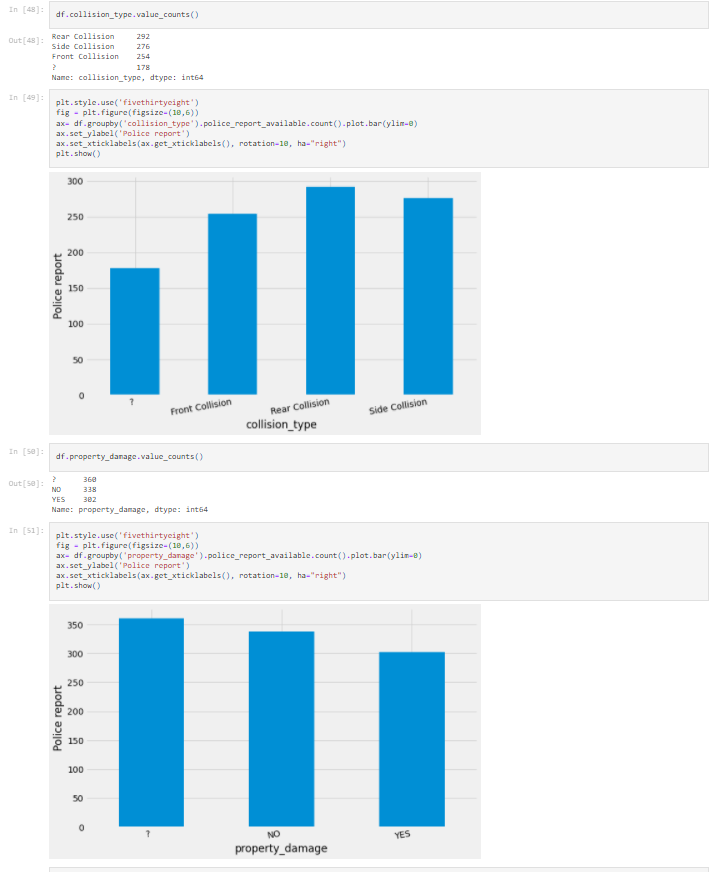 In [48]:
df.collision_type.value_counts()
Out[48]:
Rear Collision 292
Side Collision 276
Front Collision 254
? 178
Name: collision_type, dtype: int64
In [49]:
plt.style.use('fivethirtyeight')
fig = plt.figure(figsize=(10,6))
ax= df.groupby('collision_type').police_report_available.count().plot.bar(ylim=0)
ax.set_ylabel('Police report')
ax.set_xticklabels(ax.get_xticklabels(), rotation=10, ha="right")
plt.show()
300
250
200
150
100
50
0
Police report
? Front Collision Rear Collision Side Collision
collision_type
In [50]:
df.property_damage.value_counts()
Out[50]:
? 360
NO 338
YES 302
Name: property_damage, dtype: int64
In [51]:
plt.style.use('fivethirtyeight')
fig = plt.figure(figsize=(10,6))
ax= df.groupby('property_damage').police_report_available.count().plot.bar(ylim=0)
ax.set_ylabel('Police report')
ax.set_xticklabels(ax.get_xticklabels(), rotation=10, ha="right")
plt.show()
350
300
250
200
150
100
50
0
Police report
? NO YES
property_damage